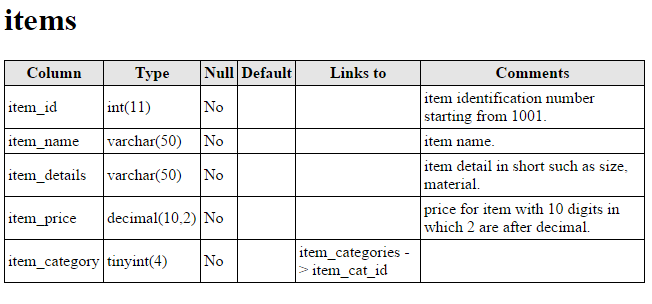 items
Column Type Null Default Links to Comments
item_id int(11) No item identification number
starting from 1001.
item_name varchar(50) No item name.
item_details varchar(50) No item detail in short such as size,
material.
item_price decimal(10,2) No price for item with 10 digits in
which 2 are after decimal.
item_category tinyint(4) No item_categories -
> item_cat_id